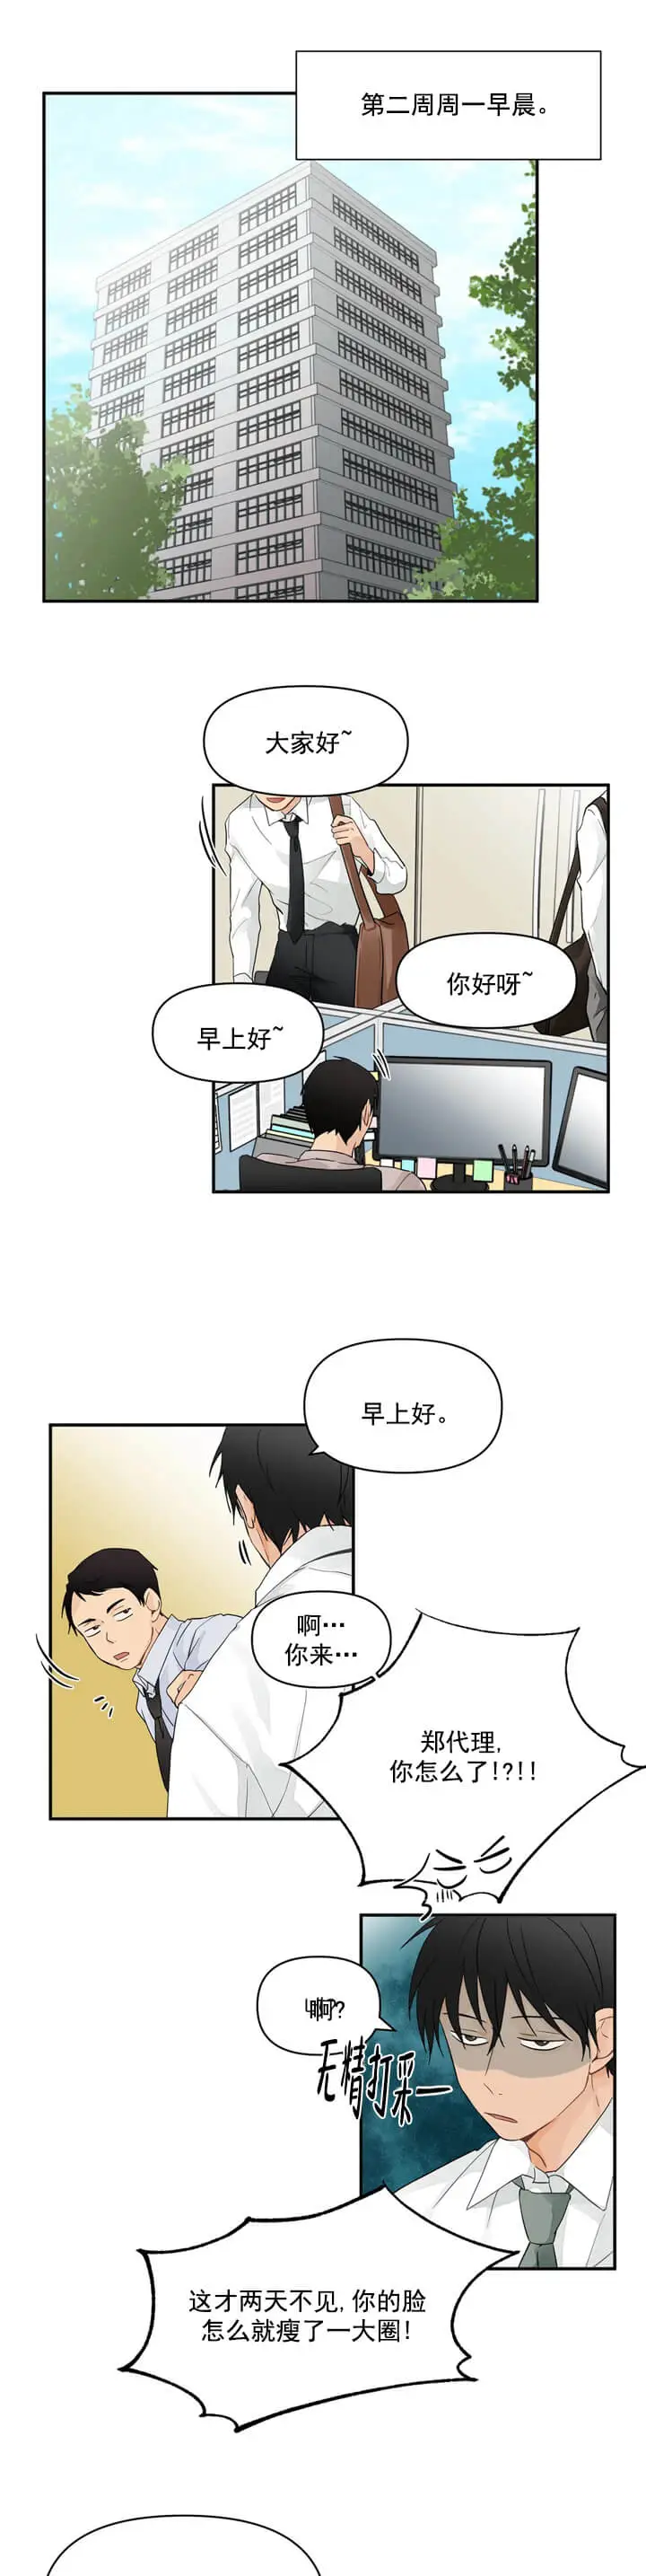 第二周周一早晨。
大家好~
你好呀~
早上好~
早上好。
啊…
你来…
郑代理,
你怎么了!?!!
啊?
无精打采—
这才两天不见,你的脸
怎么就瘦了一大圈!